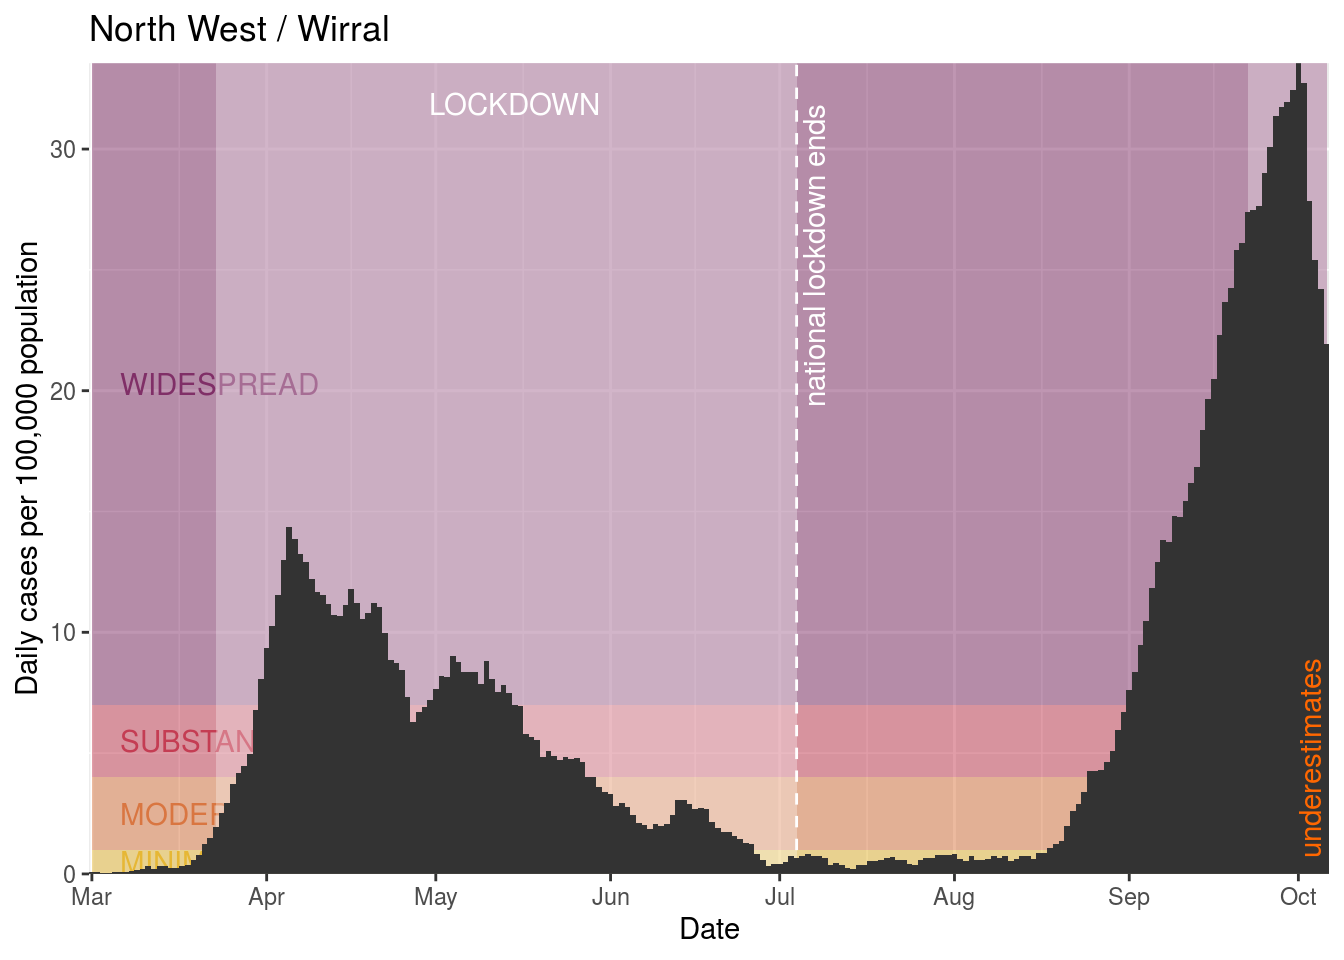 North West / Wirral
LOCKDOWN
national lockdown ends
WIDESPREAD
SUBSTAN
MODER
MINIM
underestimates
Daily cases per 100,000 population
30
20
10
0
Mar Apr May Jun Jul Aug Sep Oct
Date